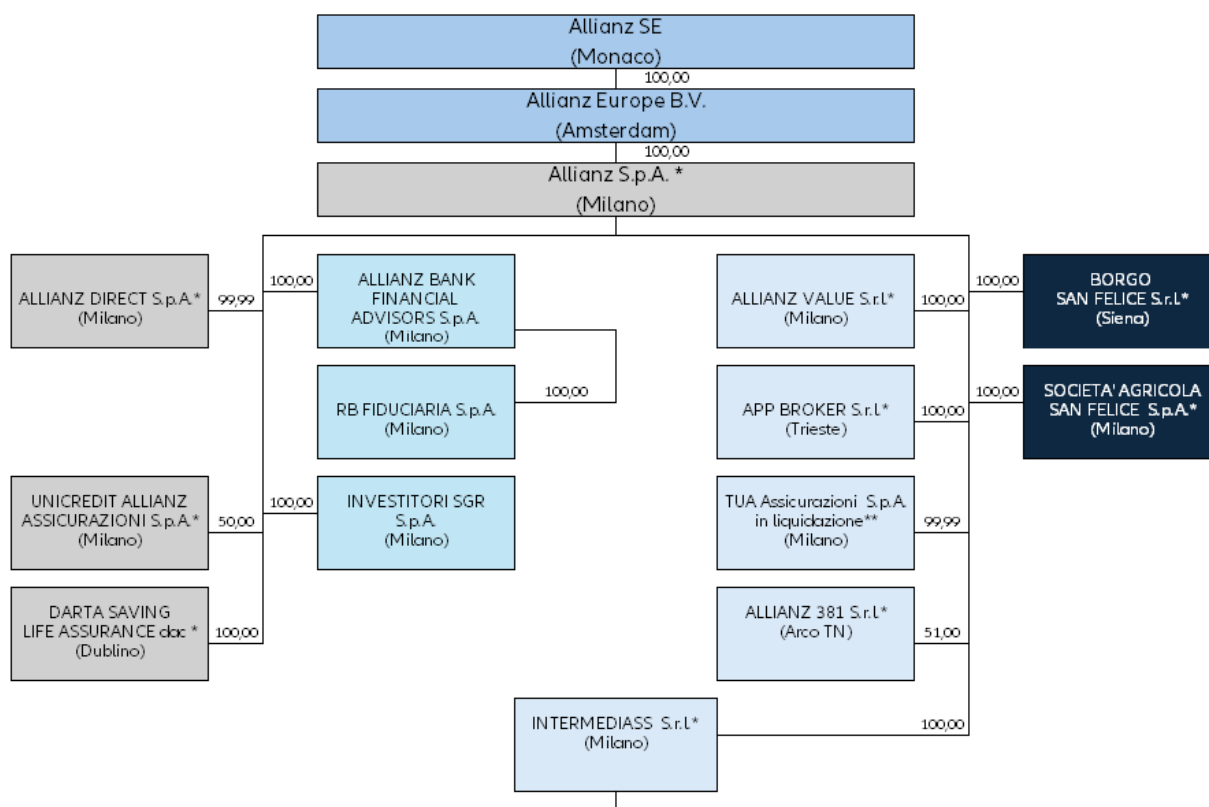 Allianz SE
(Monaco)
100,00
Allianz Europe B.V.
(Amsterdam)
100,00
Allianz S.p.A. *
(Milano)
ALLIANZ DIRECT S.p.A.*
(Milano)
99,99
100,00
ALLIANZ BANK
FINANCIAL
ADVISORS S.p.A.
(Milano)
ALLIANZ VALUE S.r.l.*
(Milano)
100,00
100,00
BORGO
SAN FELICE S.r.l.*
(Siena)
RB FIDUCIARIA S.p.A.
(Milano)
100,00
APP BROKER S.r.l.*
(Trieste)
100,00
100,00
SOCIETA' AGRICOLA
SAN FELICE S.p.A.*
(Milano)
UNICREDIT ALLIANZ
ASSICURAZIONI S.p.A.*
(Milano)
50,00
100,00
INVESTITORI SGR
S.p.A.
(Milano)
TUA Assicurazioni S.p.A.
in liquidazione**
(Milano)
99,99
DARTA SAVING
LIFE ASSURANCE dac *
(Dublino)
100,00
ALLIANZ 381 S.r.l.*
(Arco TN)
51,00
INTERMEDIASS S.r.l.*
(Milano)
100,00